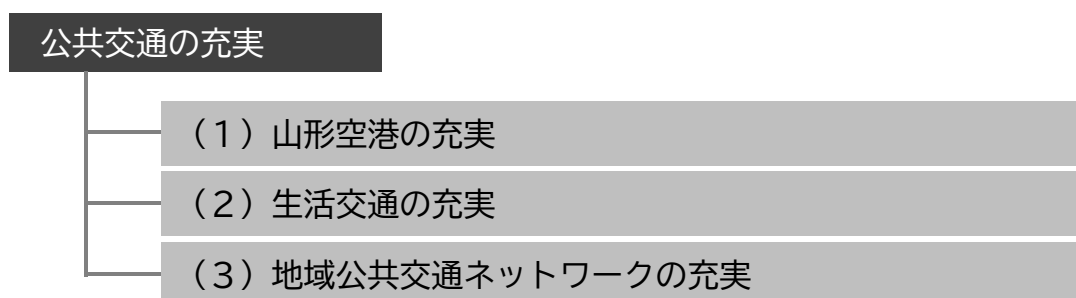 公共交通の充実
（１）山形空港の充実
（２）生活交通の充実
（３）地域公共交通ネットワークの充実